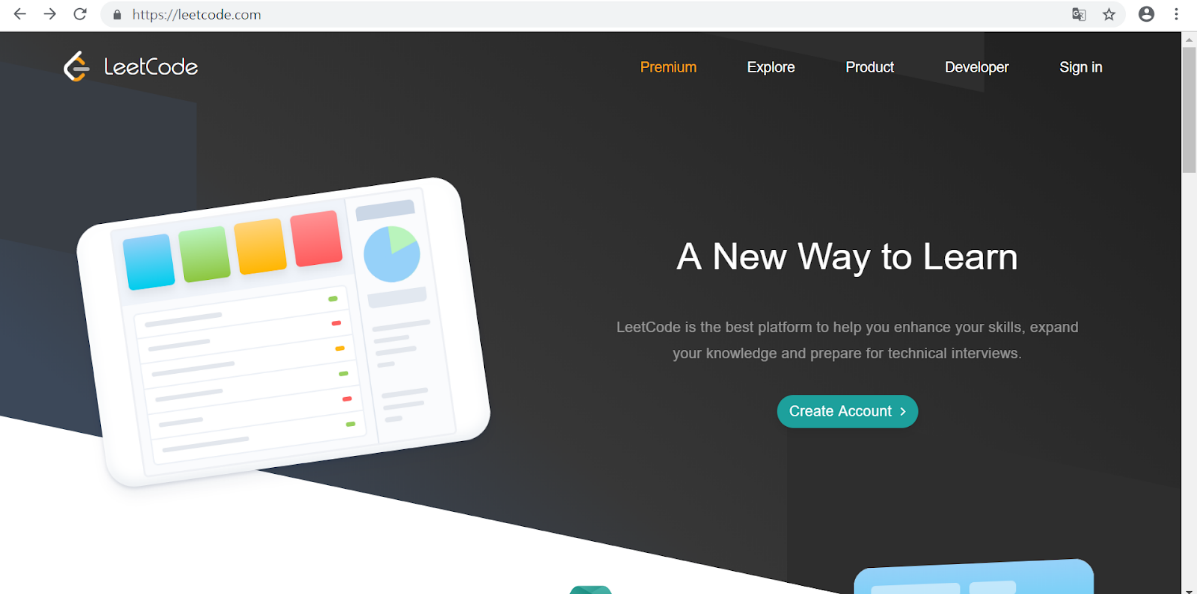 https://leetcode.com
LeetCode
Premium
Explore
Product
Developer
Sign in
A New Way to Learn
LeetCode is the best platform to help you enhance your skills, expand
your knowledge and prepare for technical interviews.
Create Account